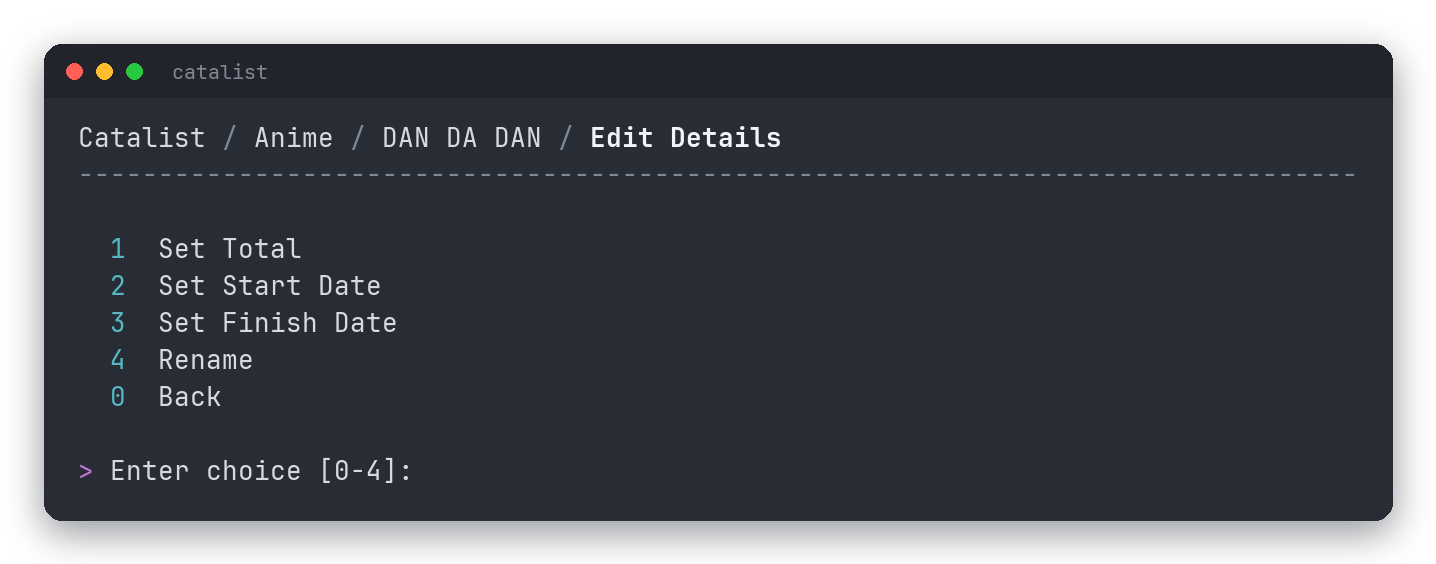 catalist
Catalist / Anime / DAN DA DAN / Edit Details
--------------------------------------------------------------------------------
1  Set Total
2  Set Start Date
3  Set Finish Date
4  Rename
0  Back
> Enter choice [0-4]: